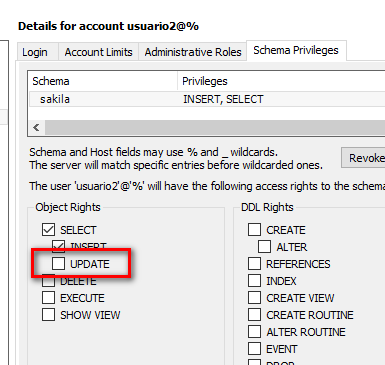 Details for account usuario2@%
Login Account Limits Administrative Roles Schema Privileges
Schema Privileges
sakila INSERT, SELECT
Schema and Host fields may use % and _ wildcards.
The server will match specific entries before wildcarded ones.
Revoke
The user 'usuario2'@'%' will have the following access rights to the schema
Object Rights
SELECT
INSERT
UPDATE
DELETE
EXECUTE
SHOW VIEW
DDL Rights
CREATE
ALTER
REFERENCES
INDEX
CREATE VIEW
CREATE ROUTINE
ALTER ROUTINE
EVENT
DROP